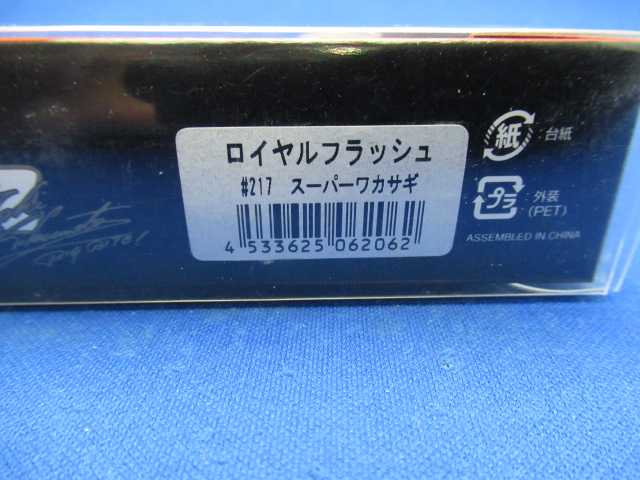 ロイヤルフラッシュ
#217 スーパーワカサギ
4 533625 062062
紙
台紙
プラ
外装
(PET)
ASSEMBLED IN CHINA